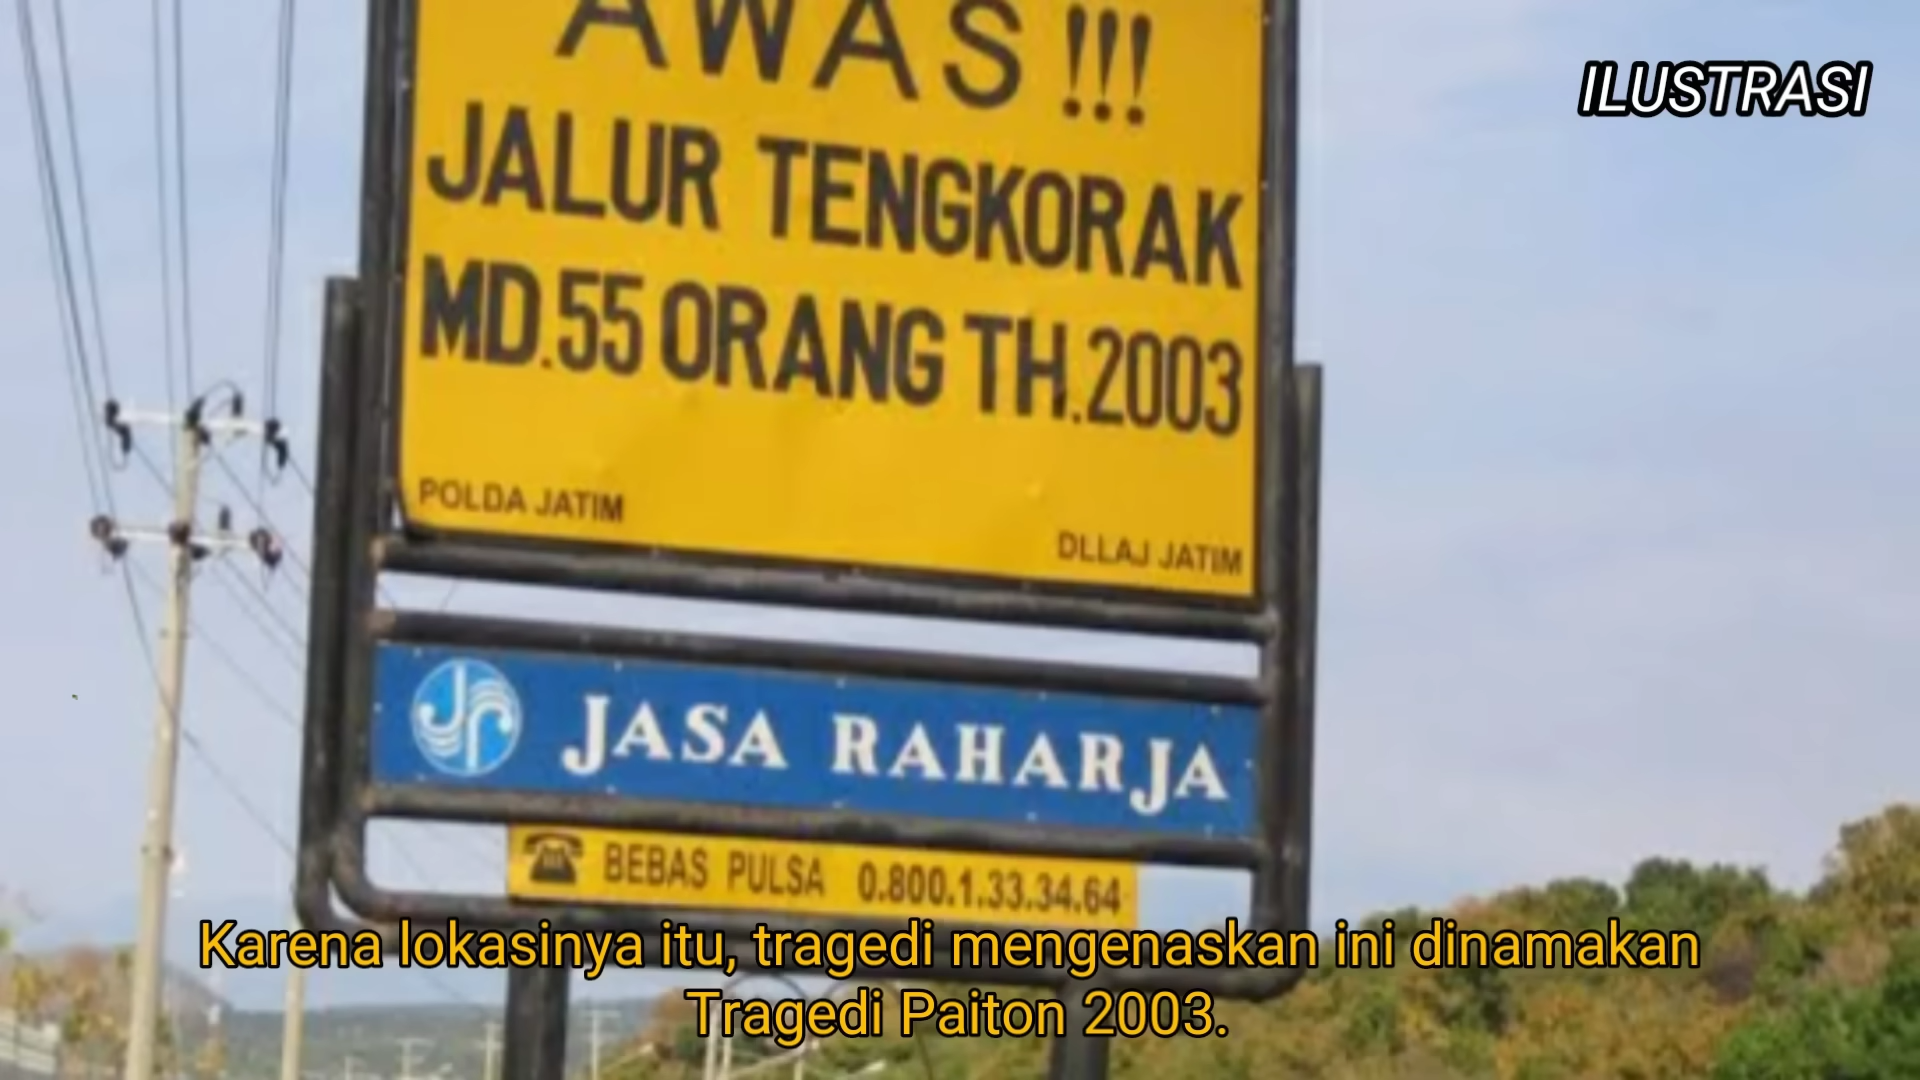 AWAS !!!
ILUSTRASI
JALUR TENGKORAK
MD.55 ORANG TH.2003
POLDA JATIM
DLLAJ JATIM
JR JASA RAHARJA
BEBAS PULSA 0.800.1.33.34.64
Karena lokasinya itu, tragedi mengenaskan ini dinamakan
Tragedi Paiton 2003.